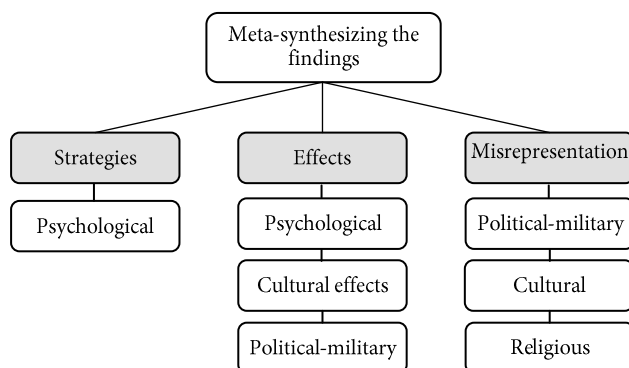 Meta-synthesizing the
findings
Strategies
Effects
Misrepresentation
Psychological
Psychological
Political-military
Cultural effects
Cultural
Political-military
Religious